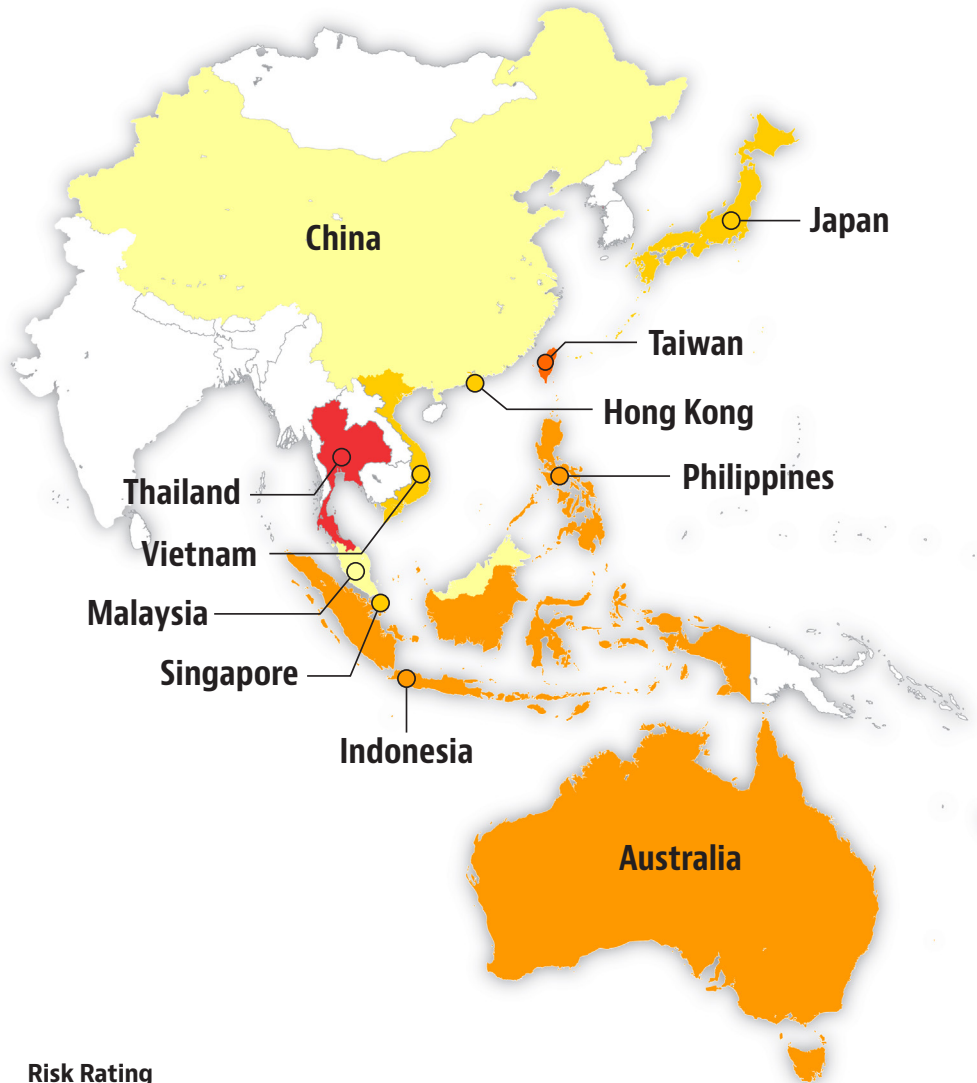 China
Japan
Taiwan
Hong Kong
Philippines
Thailand
Vietnam
Malaysia
Singapore
Indonesia
Australia
Risk Rating